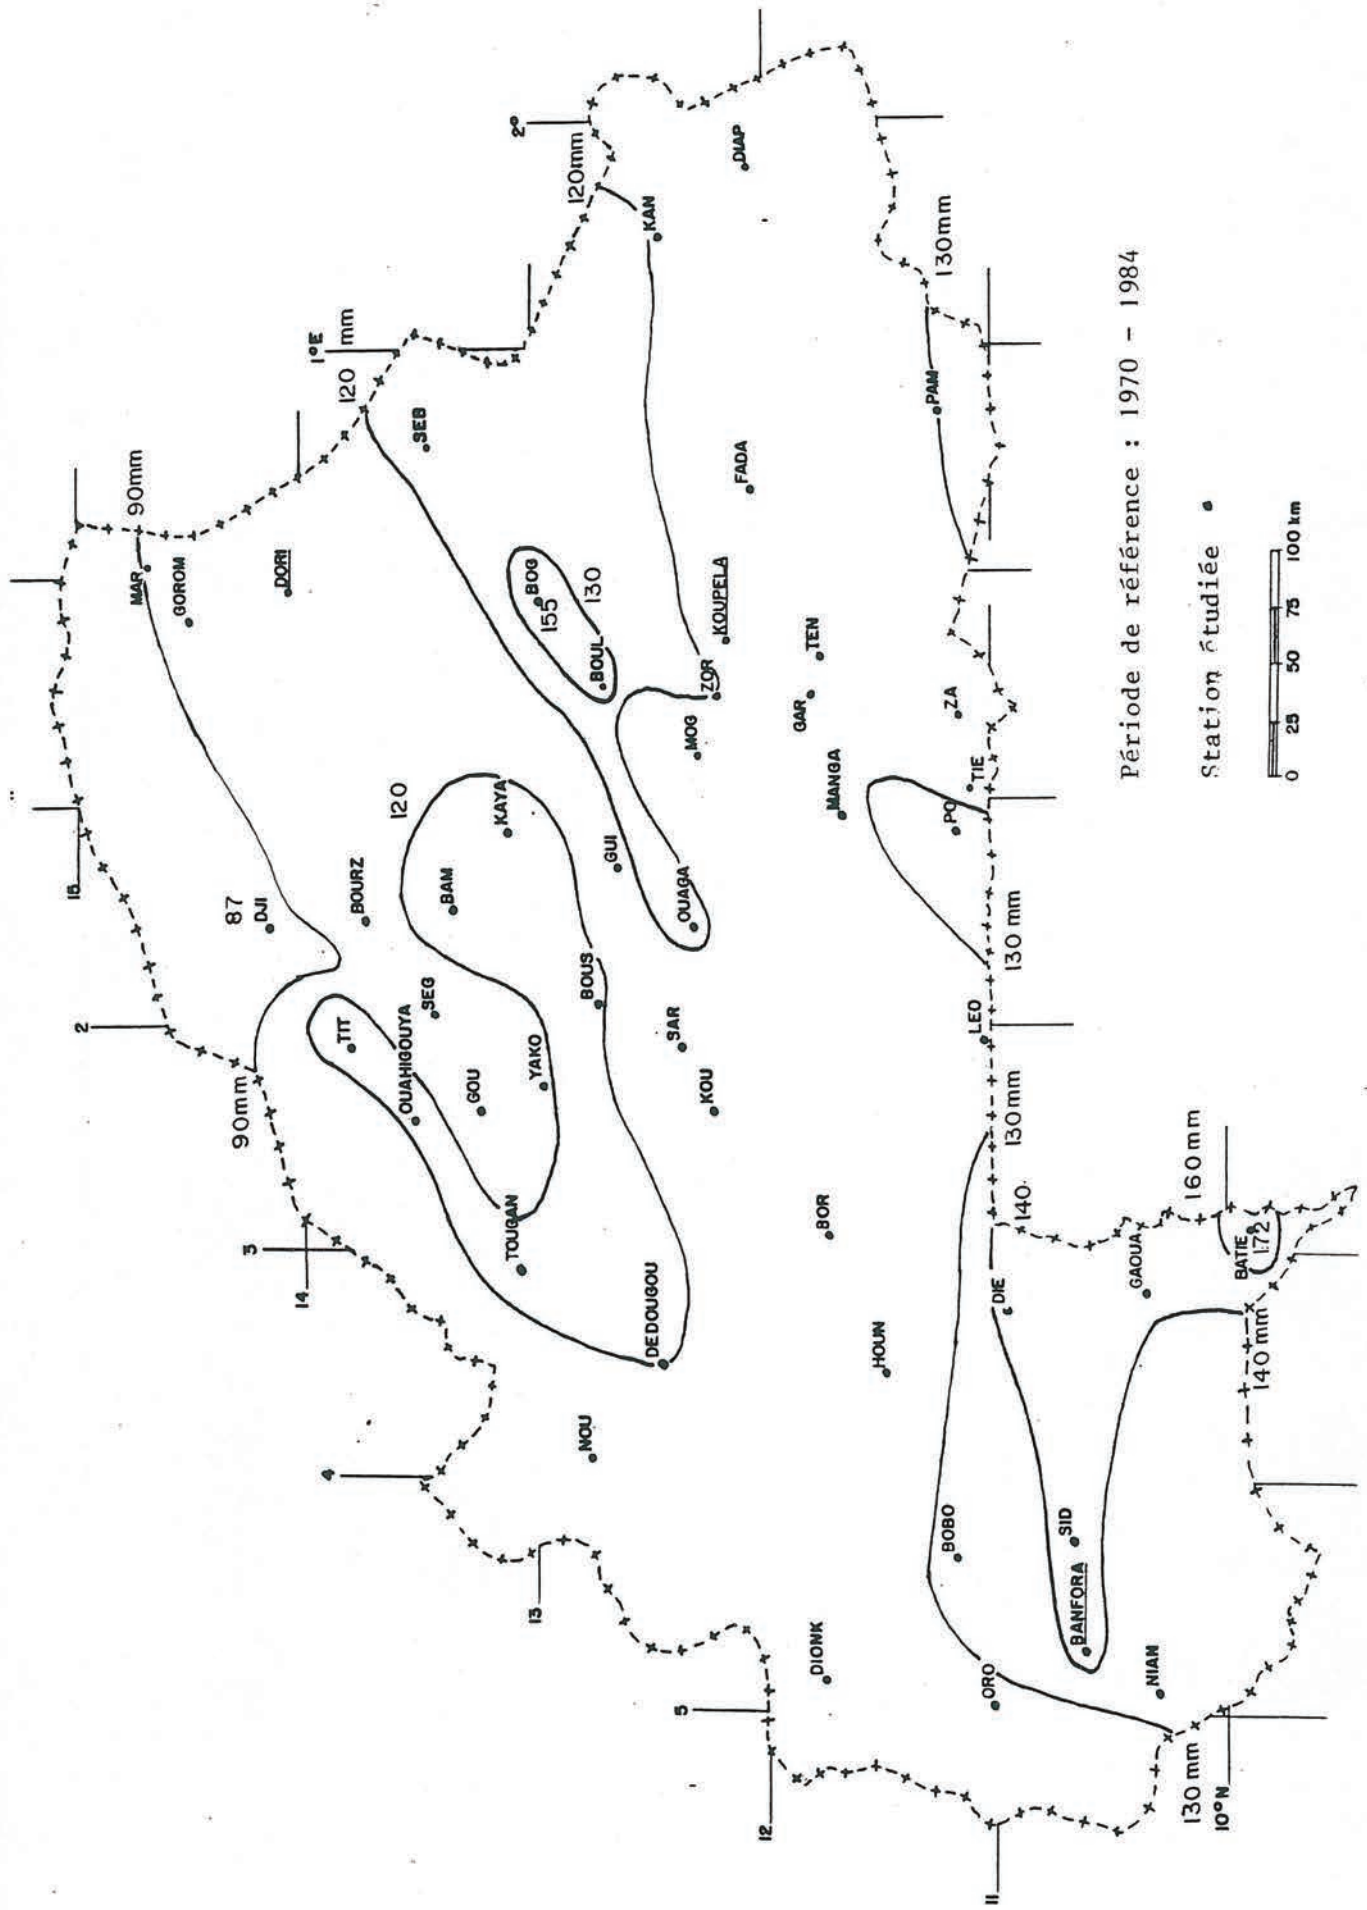 15
2
90mm
MAR
GOROM
DORI
87
DJI
BOURZ
120
mm
1°E
2°
120mm
SEB
BAM
KAYA
120
BOG
155
130
BOUL
KAN
DIAP
90mm
3
14
TIT
OUAHIGOUYA
SEG
GOU
YAKO
BOUS
GUI
OUAGA
MOG
ZOR
KOUPELA
FADA
4
13
TOUGAN
DEDOUGOU
NOU
SAR
KOU
GAR
TEN
MANGA
5
12
DIONK
HOUN
BOR
PO
TIE
ZA
PAM
130mm
11
BOBO
ORO
LEO
130 mm
130 mm
DIE
140
SID
BANFORA
NIAN
GAOUA
160mm
BATIE
172
140mm
130 mm
10°N
Période de référence : 1970 - 1984
Station étudiée
0 25 50 75 100 km